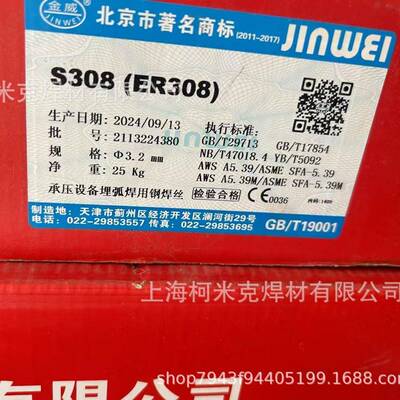 金威
JINWEI
北京市著名商标
(2011-2017)
JINWEI
S308 (ER308)
生产日期: 2024/09/13
批 号: 2113224380
规 格: Φ3.2 mm
净 重: 25 Kg
执行标准:
GB/T29713 GB/T17854
NB/T47018.4 YB/T5092
AWS A5.39/ASME SFA-5.39
AWS A5.39M/ASME SFA-5.39M
承压设备埋弧焊用钢焊丝
检验合格
CE 0036
制造地: 天津市蓟州区经济开发区澜河街29号
电话: 022-29853557 传真: 022-29853695
GB/T19001
上海柯米克焊材有限公司
有限公司
shop7943f94405199.1688.com